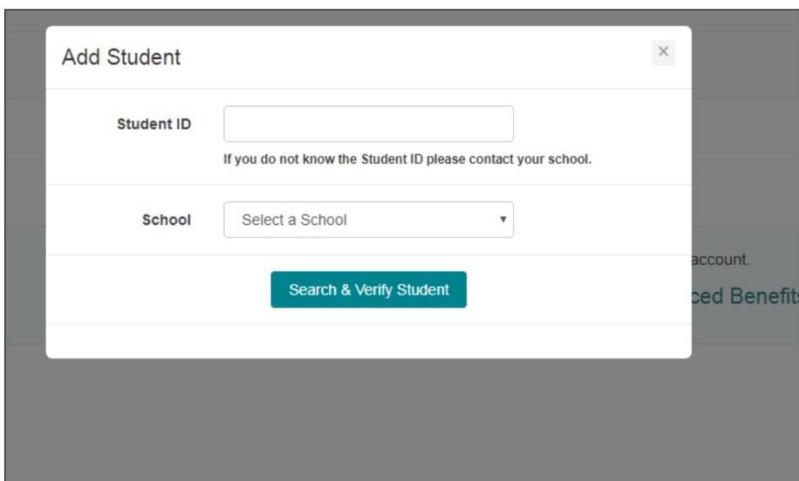 Add Student
×
Student ID
If you do not know the Student ID please contact your school.
School
Select a School
Search & Verify Student
account.
Benefits